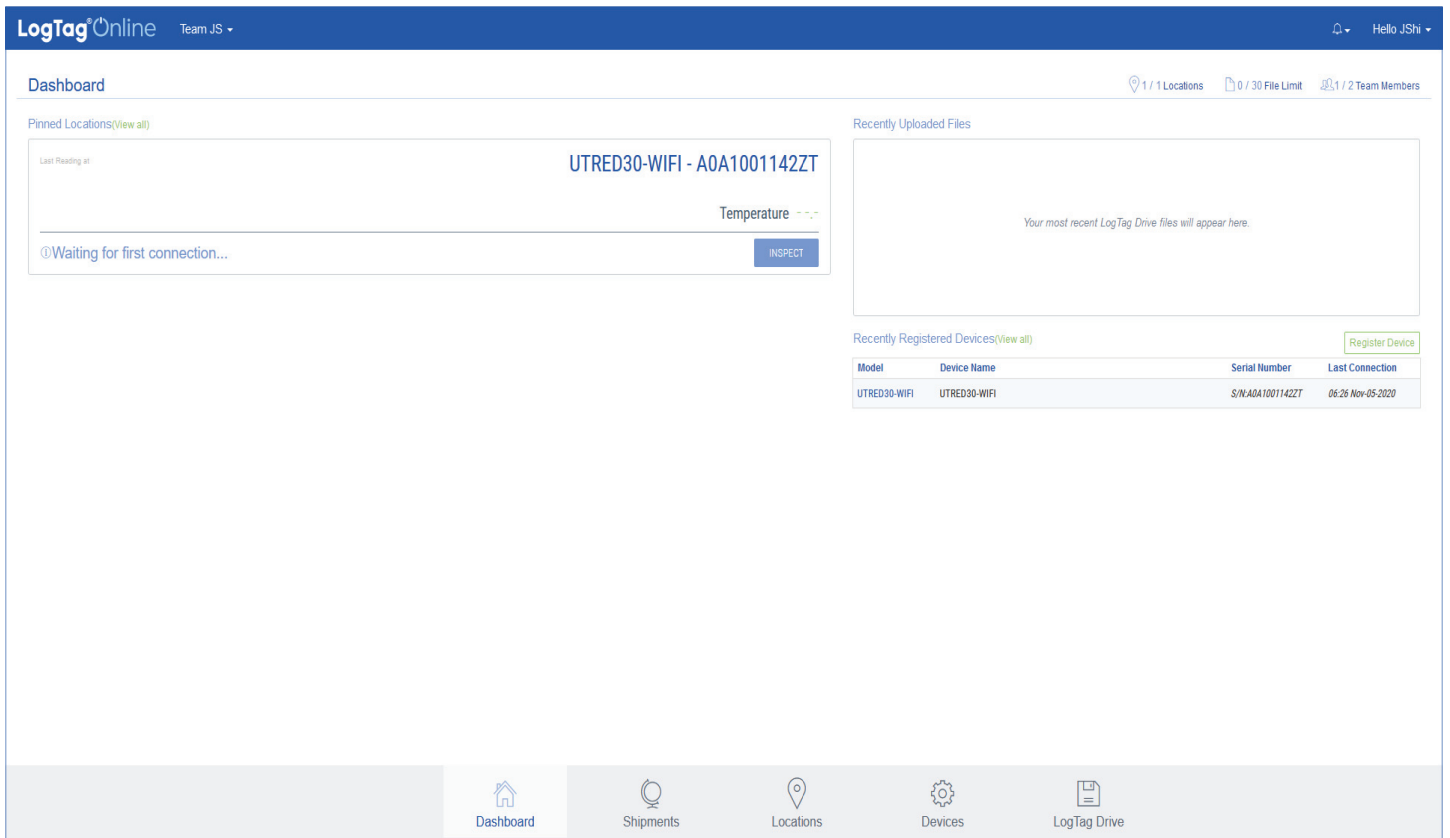 LogTag®Online Team JS Hello JShi
Dashboard
1 / 1 Locations 0 / 30 File Limit 1 / 2 Team Members
Pinned Locations(View all)
Last Reading at
UTRED30-WIFI - A0A1001142ZT
Temperature --.-
Waiting for first connection...
INSPECT
Recently Uploaded Files
Your most recent LogTag Drive files will appear here.
Recently Registered Devices(View all)
Register Device
Model Device Name Serial Number Last Connection
UTRED30-WIFI UTRED30-WIFI S/N:A0A1001142ZT 06:26 Nov-05-2020
Dashboard Shipments Locations Devices LogTag Drive